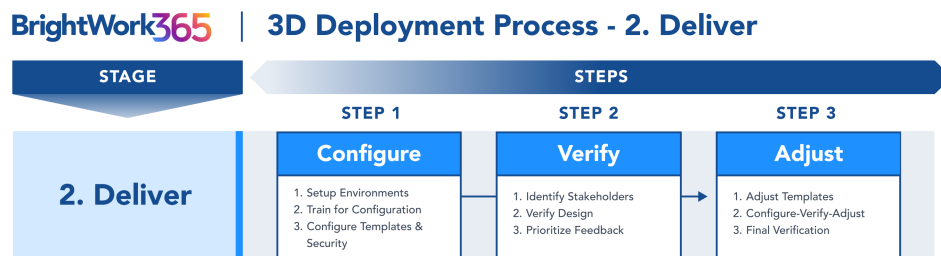 BrightWork365 | 3D Deployment Process - 2. Deliver
STAGE
STEPS
STEP 1
STEP 2
STEP 3
2. Deliver
Configure
1. Setup Environments
2. Train for Configuration
3. Configure Templates &
Security
Verify
1. Identify Stakeholders
2. Verify Design
3. Prioritize Feedback
Adjust
1. Adjust Templates
2. Configure-Verify-Adjust
3. Final Verification